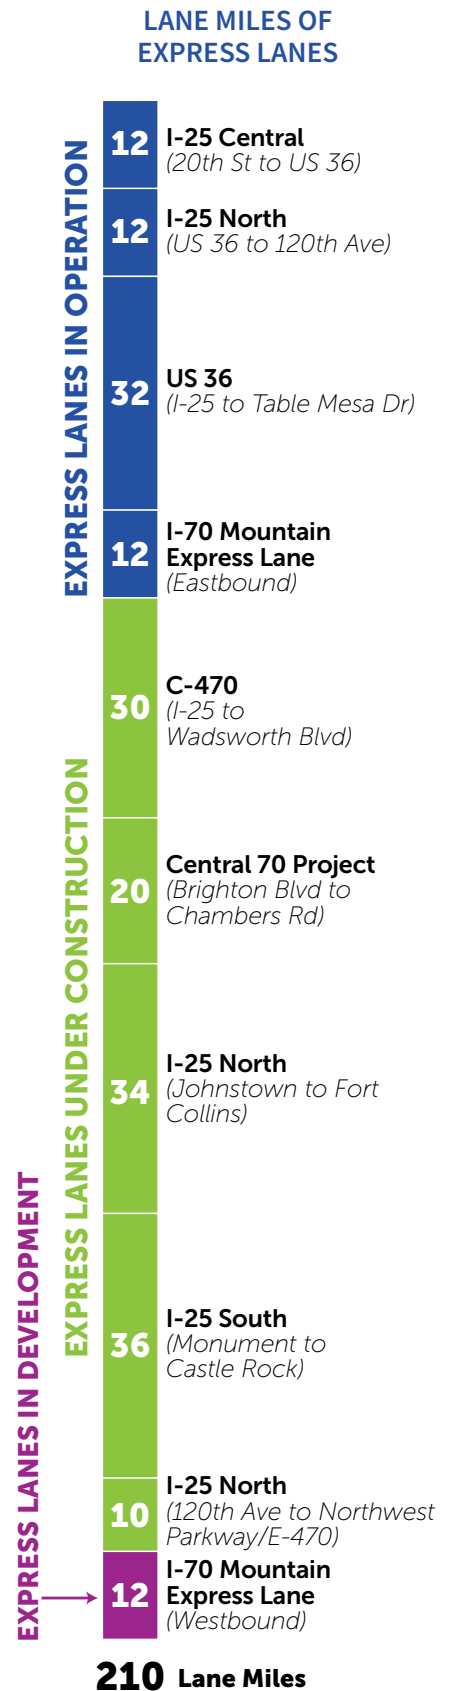 LANE MILES OF
EXPRESS LANES
EXPRESS LANES IN OPERATION
12
I-25 Central
(20th St to US 36)
12
I-25 North
(US 36 to 120th Ave)
32
US 36
(I-25 to Table Mesa Dr)
12
I-70 Mountain
Express Lane
(Eastbound)
EXPRESS LANES UNDER CONSTRUCTION
30
C-470
(I-25 to
Wadsworth Blvd)
20
Central 70 Project
(Brighton Blvd to
Chambers Rd)
34
I-25 North
(Johnstown to Fort
Collins)
36
I-25 South
(Monument to
Castle Rock)
10
I-25 North
(120th Ave to Northwest
Parkway/E-470)
EXPRESS LANES IN DEVELOPMENT
12
I-70 Mountain
Express Lane
(Westbound)
210 Lane Miles